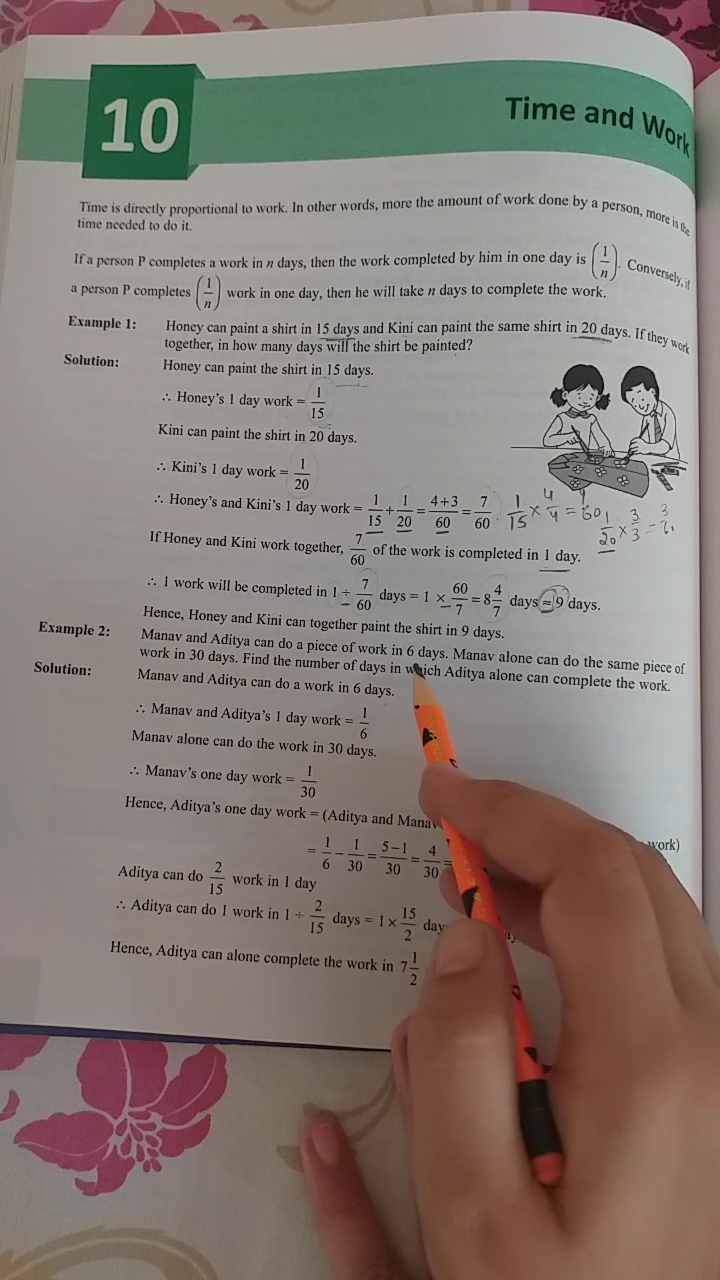 10
Time and Work
Time is directly proportional to work. In other words, more the amount of work done by a person, more is the
time needed to do it.
If a person P completes a work in n days, then the work completed by him in one day is (1/n). Conversely, if
a person P completes (1/n) work in one day, then he will take n days to complete the work.
Example 1: Honey can paint a shirt in 15 days and Kini can paint the same shirt in 20 days. If they work
together, in how many days will the shirt be painted?
Solution: Honey can paint the shirt in 15 days.
∴ Honey's 1 day work = 1/15
Kini can paint the shirt in 20 days.
∴ Kini's 1 day work = 1/20
∴ Honey's and Kini's 1 day work = 1/15 + 1/20 = 4+3/60 = 7/60 1/15 × 4/4 = 4/60 1/20 × 3/3 = 3/
If Honey and Kini work together, 7/60 of the work is completed in 1 day.
∴ 1 work will be completed in 1 ÷ 7/60 days = 1 × 60/7 = 8 4/7 days ≈ 9 days.
Hence, Honey and Kini can together paint the shirt in 9 days.
Example 2: Manav and Aditya can do a piece of work in 6 days. Manav alone can do the same piece of
work in 30 days. Find the number of days in which Aditya alone can complete the work.
Solution: Manav and Aditya can do a work in 6 days.
∴ Manav and Aditya's 1 day work = 1/6
Manav alone can do the work in 30 days.
∴ Manav's one day work = 1/30
Hence, Aditya's one day work = (Aditya and Manav work)
= 1/6 − 1/30 = 5−1/30 = 4/30 =
Aditya can do 2/15 work in 1 day
∴ Aditya can do 1 work in 1 ÷ 2/15 days = 1 × 15/2 day
Hence, Aditya can alone complete the work in 7 1/2